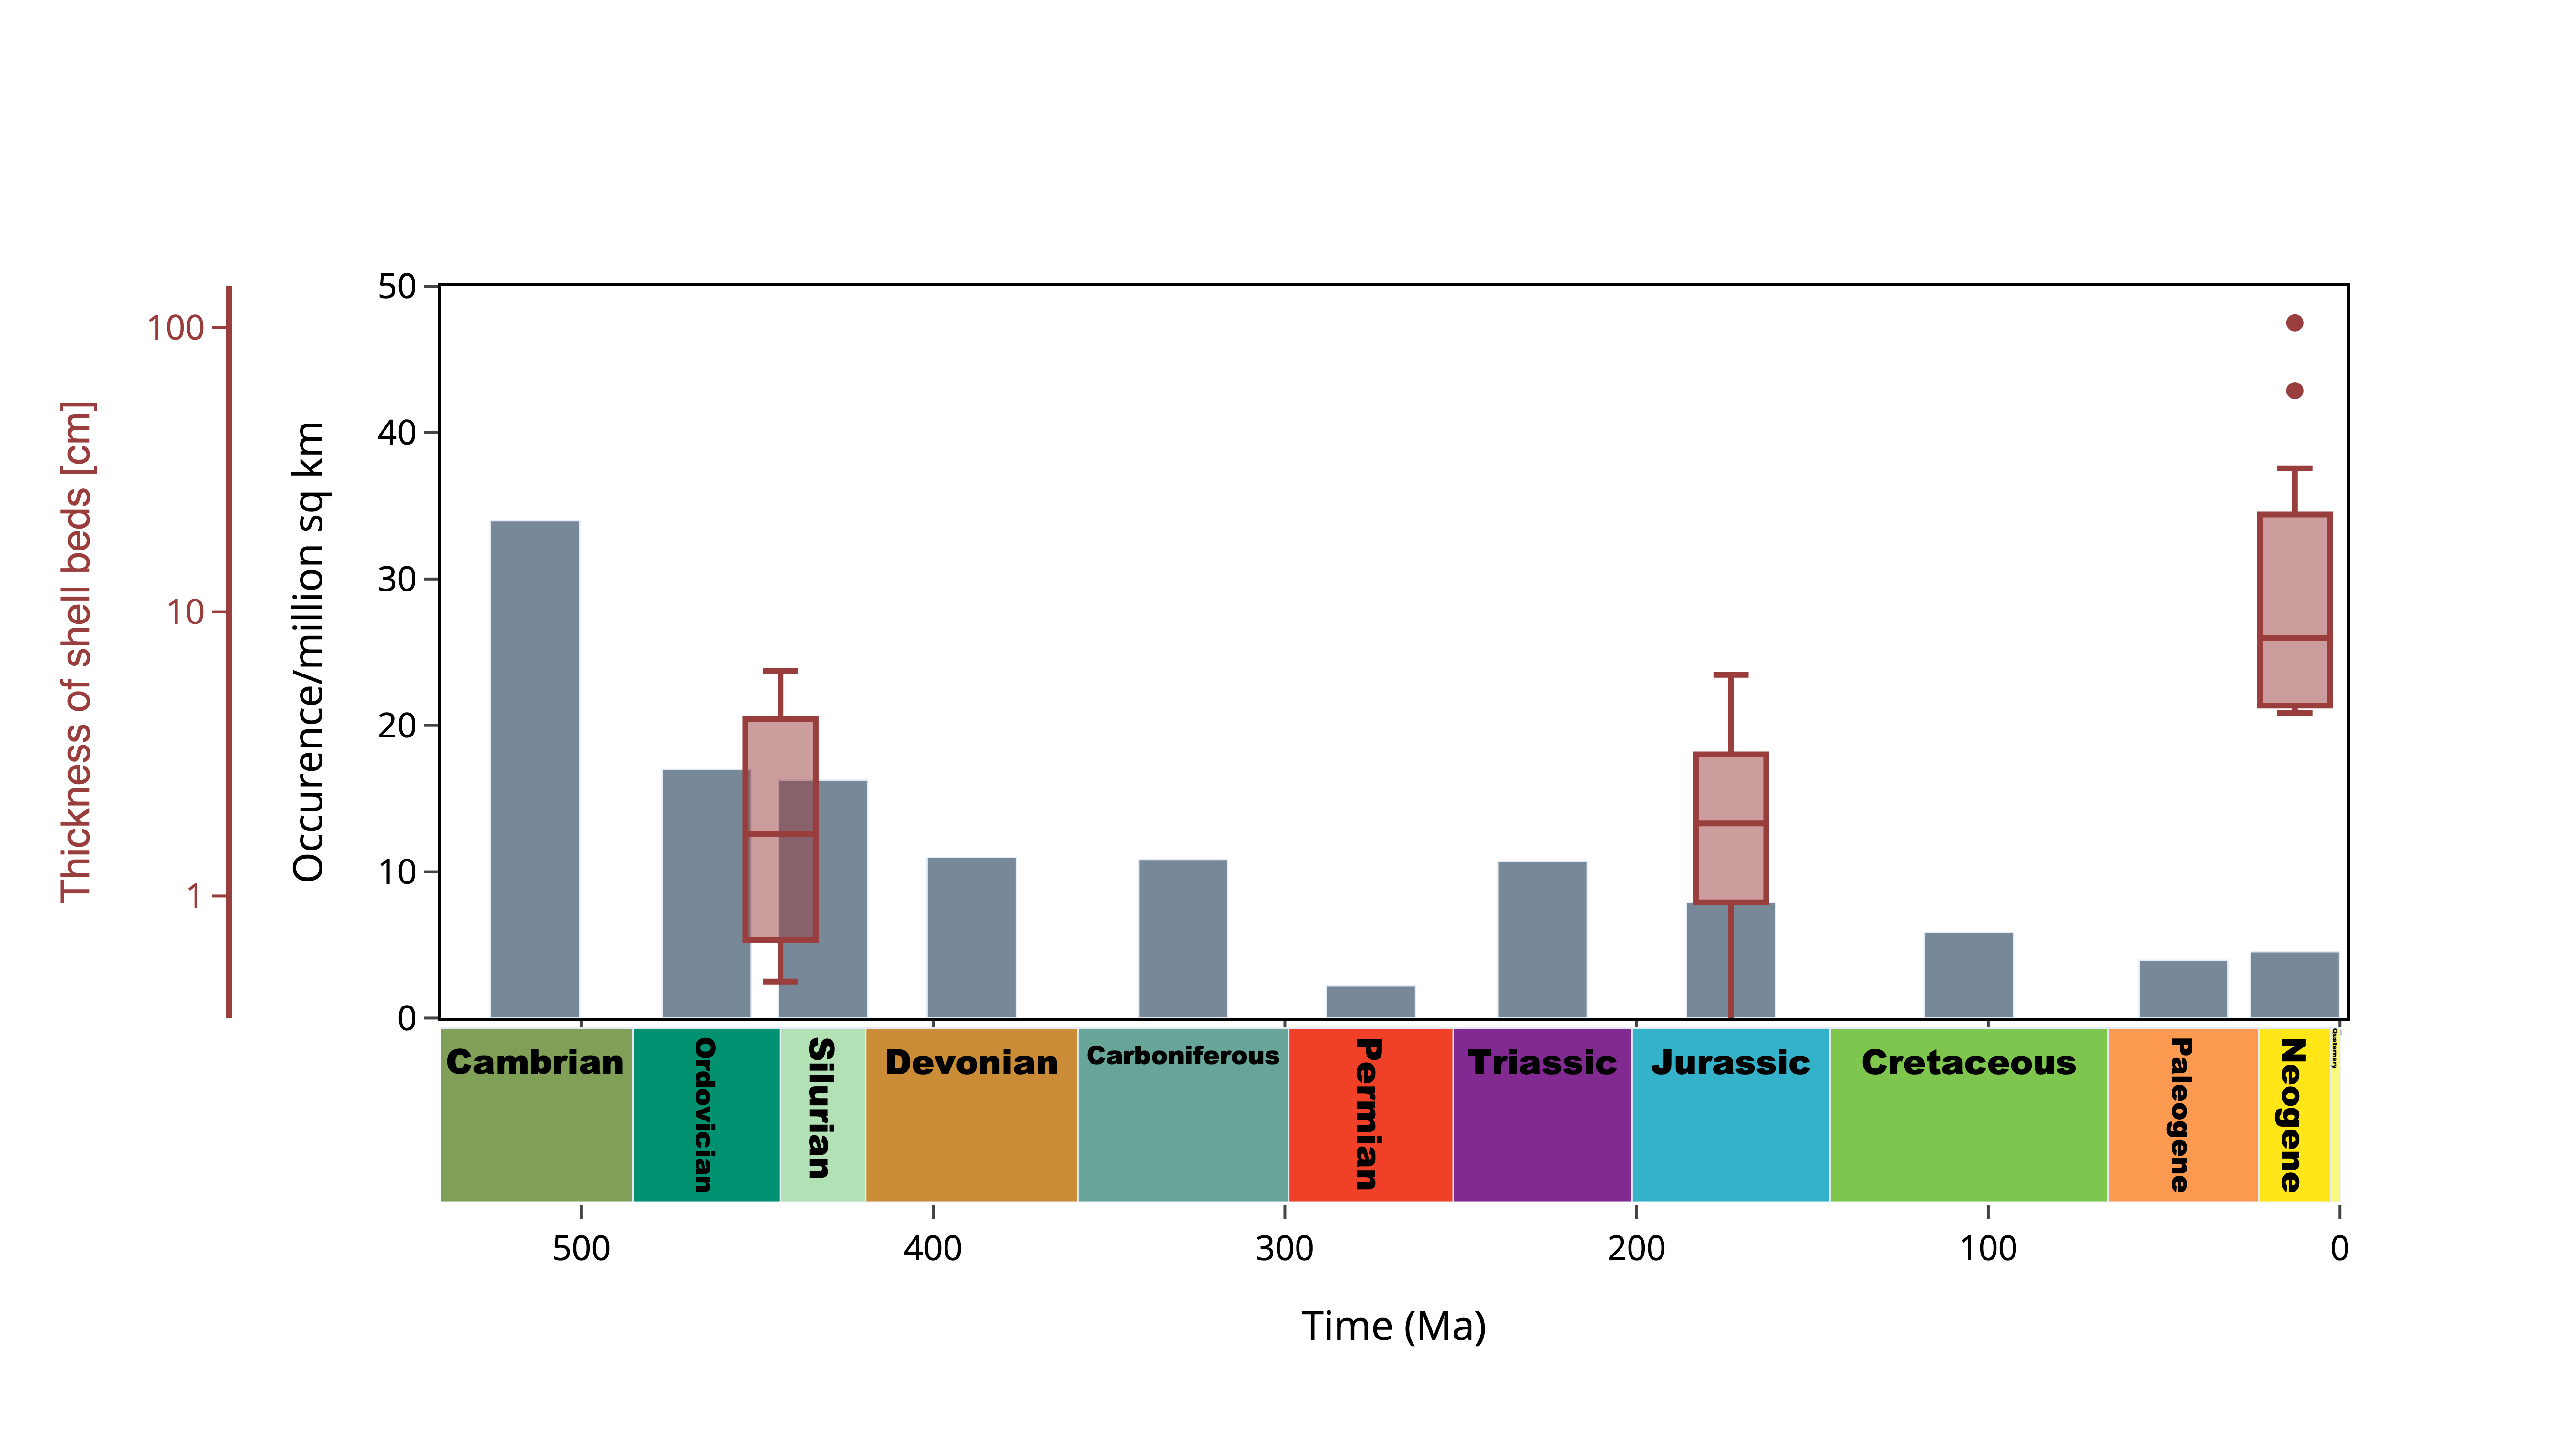 Thickness of shell beds [cm]
100
10
1
Occurence/million sq km
50
40
30
20
10
0
Cambrian
Ordovician
Silurian
Devonian
Carboniferous
Permian
Triassic
Jurassic
Cretaceous
Paleogene
Neogene
Quaternary
500
400
300
200
100
0
Time (Ma)